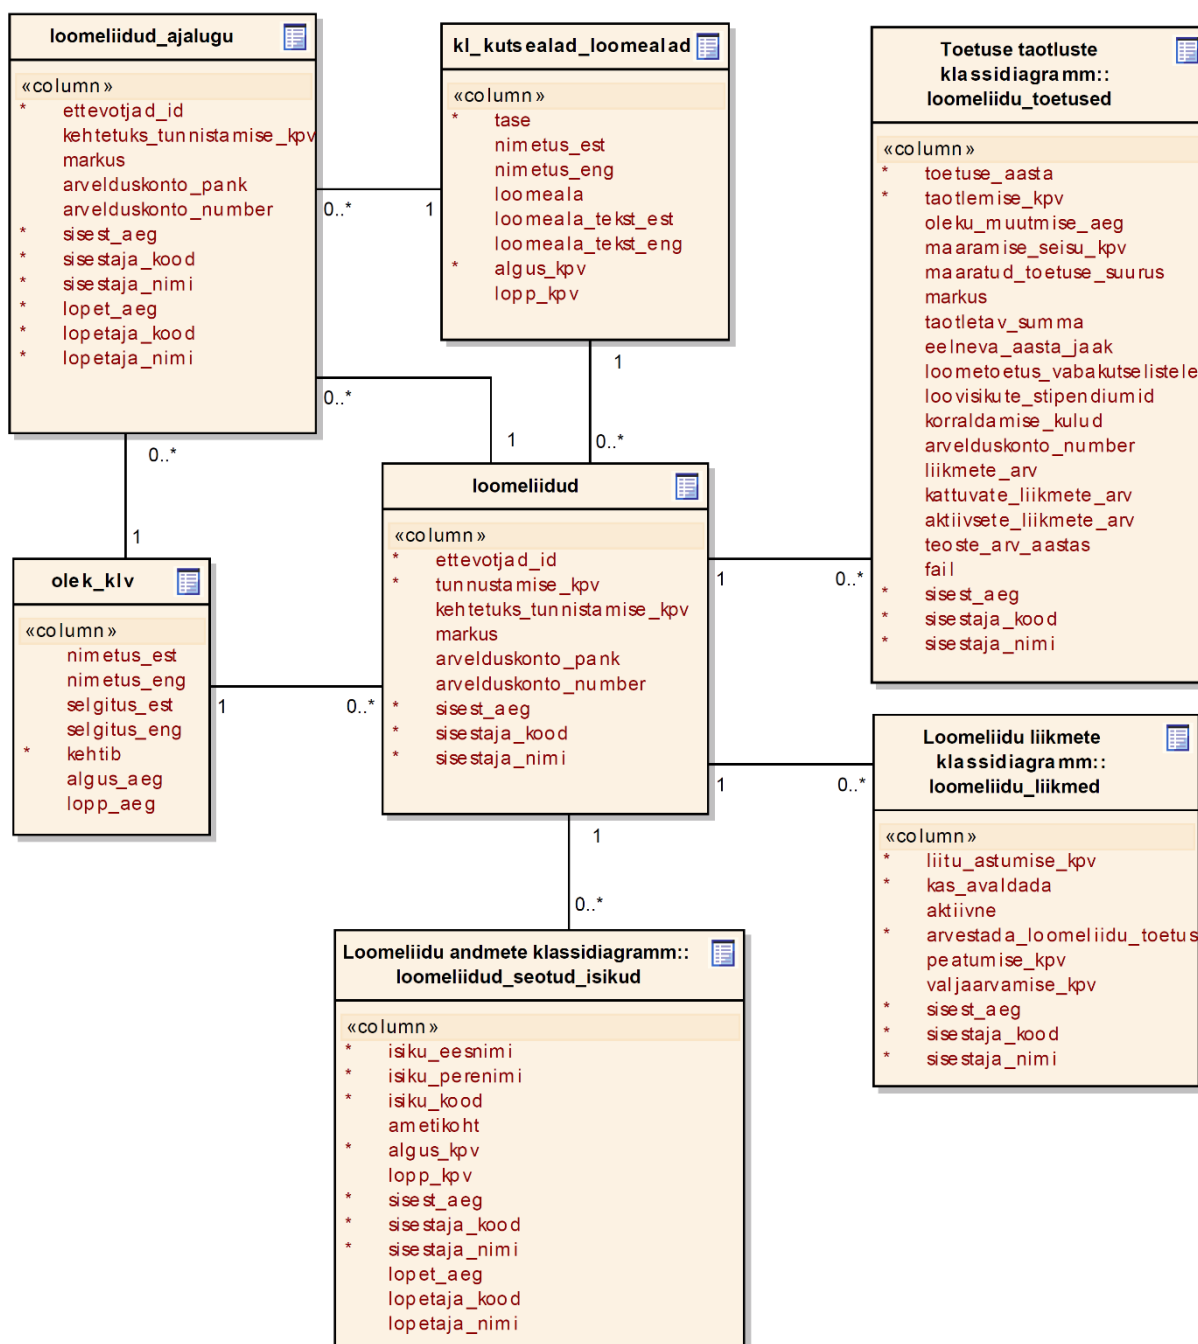 loomeliidud_ajalugu
«column»
* ettevotjad_id
kehtetuks_tunnistamise_kpv
markus
arvelduskonto_pank
arvelduskonto_number
* sisest_aeg
* sisestaja_kood
* sisestaja_nimi
* lopet_aeg
* lopetaja_kood
* lopetaja_nimi
kl_kutsealad_loomealad
«column»
* tase
nimetus_est
nimetus_eng
loomeala
loomeala_tekst_est
loomeala_tekst_eng
* algus_kpv
lopp_kpv
Toetuse taotluste
klassidiagramm::
loomeliidu_toetused
«column»
* toetuse_aasta
* taotlemise_kpv
oleku_muutmise_aeg
maaramise_seisu_kpv
maaratud_toetuse_suurus
markus
taotletav_summa
eelneva_aasta_jaak
loometoetus_vabakutselistele
loovisikute_stipendiumid
korraldamise_kulud
arvelduskonto_number
liikmete_arv
kattuvate_liikmete_arv
aktiivsete_liikmete_arv
teoste_arv_aastas
fail
* sisest_aeg
* sisestaja_kood
* sisestaja_nimi
0..*
1
0..*
1
1
0..*
0..*
1
olek_klv
«column»
nimetus_est
nimetus_eng
selgitus_est
selgitus_eng
* kehtib
algus_aeg
lopp_aeg
1
0..*
loomeliidud
«column»
* ettevotjad_id
* tunnustamise_kpv
kehtetuks_tunnistamise_kpv
markus
arvelduskonto_pank
arvelduskonto_number
* sisest_aeg
* sisestaja_kood
* sisestaja_nimi
1
0..*
1
0..*
1
0..*
Loomeliidu liikmete
klassidiagramm::
loomeliidu_liikmed
«column»
* liitu_astumise_kpv
* kas_avaldada
aktiivne
* arvestada_loomeliidu_toetus
peatumise_kpv
valjaarvamise_kpv
* sisest_aeg
* sisestaja_kood
* sisestaja_nimi
Loomeliidu andmete klassidiagramm::
loomeliidud_seotud_isikud
«column»
* isiku_eesnimi
* isiku_perenimi
* isiku_kood
ametikoht
* algus_kpv
lopp_kpv
* sisest_aeg
* sisestaja_kood
* sisestaja_nimi
lopet_aeg
lopetaja_kood
lopetaja_nimi